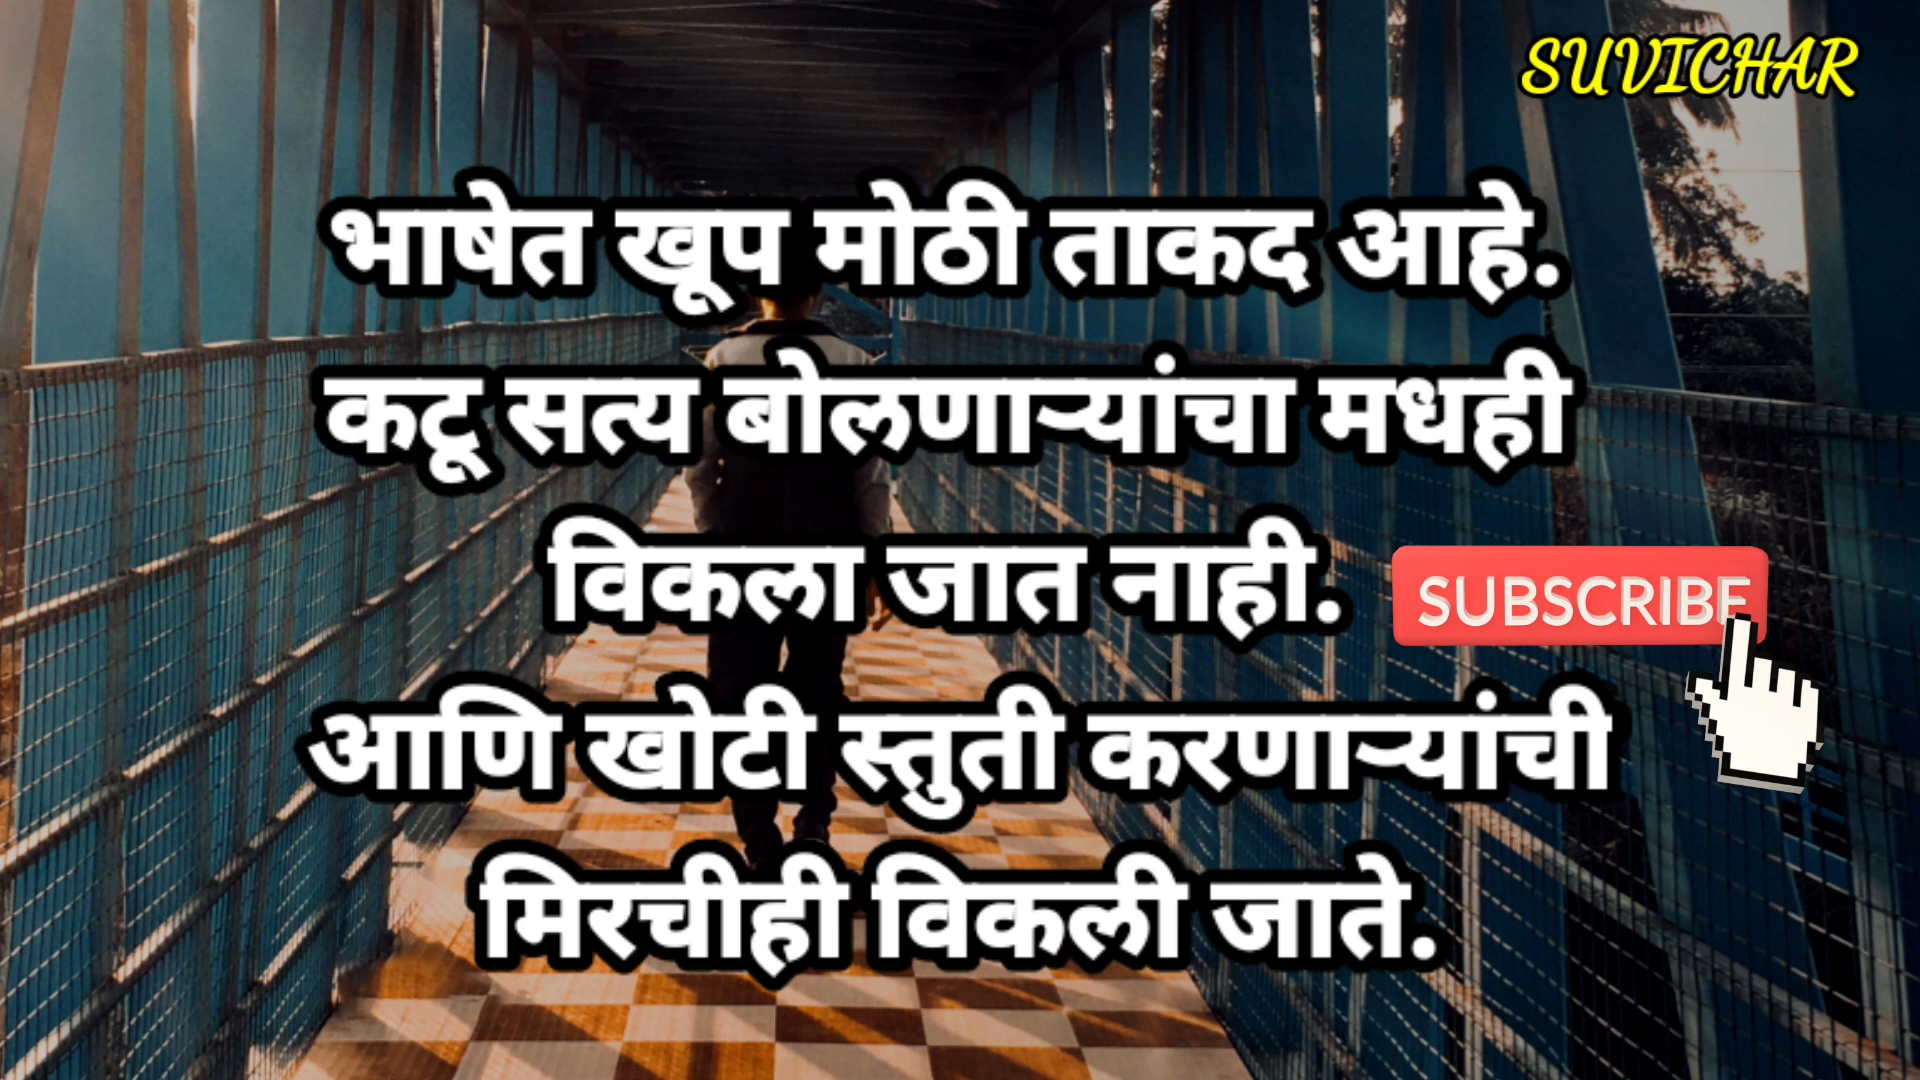 SUVICHAR
भाषेत खूप मोठी ताकद आहे.
कटू सत्य बोलणाऱ्यांचा मधही
विकला जात नाही.
SUBSCRIBE
आणि खोटी स्तुती करणाऱ्यांची
मिरचीही विकली जाते.